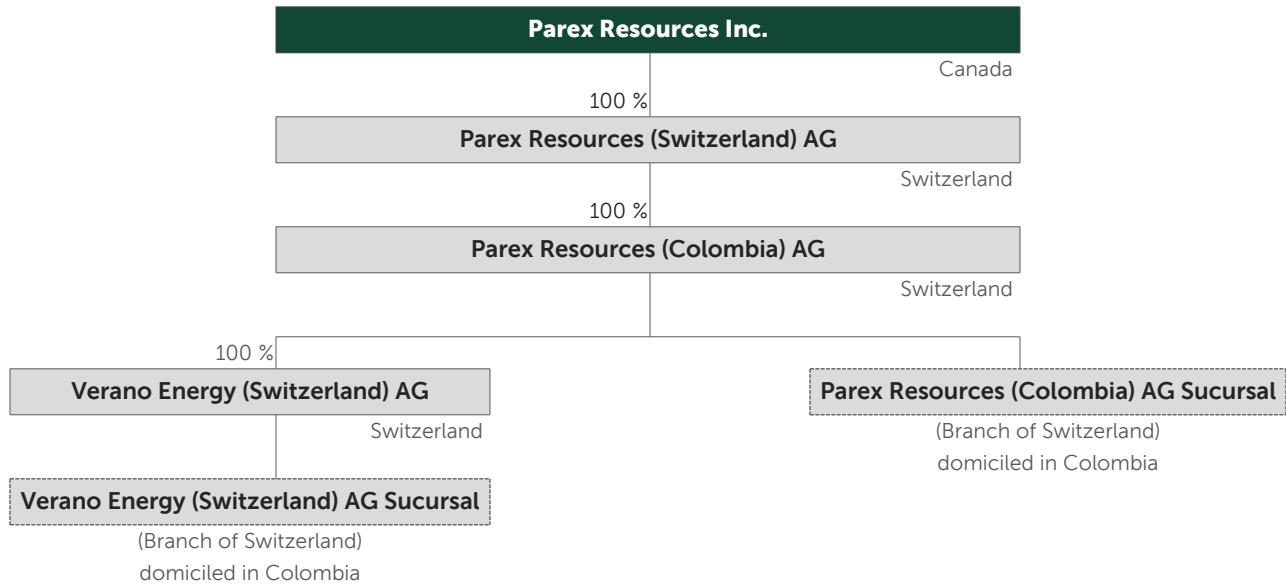 Parex Resources Inc.
Canada
100 %
Parex Resources (Switzerland) AG
Switzerland
100 %
Parex Resources (Colombia) AG
Switzerland
100 %
Verano Energy (Switzerland) AG
Switzerland
Parex Resources (Colombia) AG Sucursal
(Branch of Switzerland)
domiciled in Colombia
Verano Energy (Switzerland) AG Sucursal
(Branch of Switzerland)
domiciled in Colombia